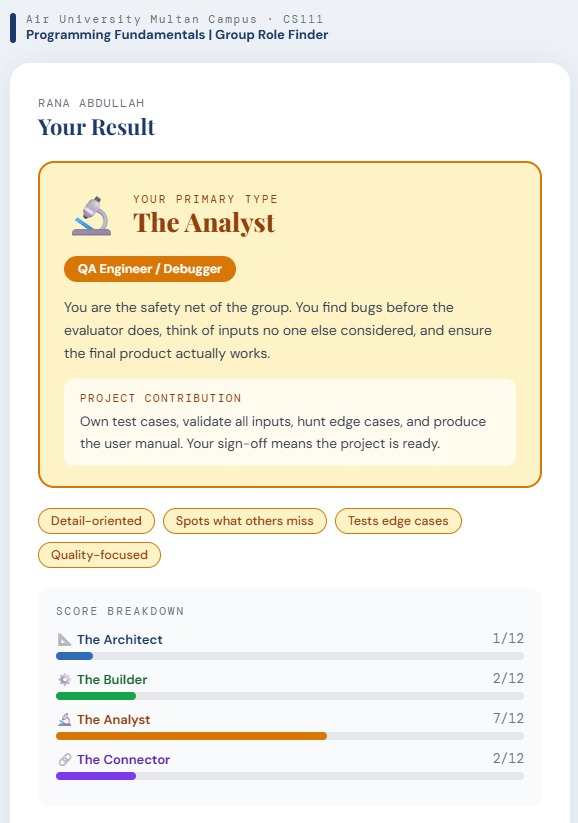 Air University Multan Campus · CS111
Programming Fundamentals | Group Role Finder
RANA ABDULLAH
Your Result
YOUR PRIMARY TYPE
The Analyst
QA Engineer / Debugger
You are the safety net of the group. You find bugs before the
evaluator does, think of inputs no one else considered, and ensure
the final product actually works.
PROJECT CONTRIBUTION
Own test cases, validate all inputs, hunt edge cases, and produce
the user manual. Your sign-off means the project is ready.
Detail-oriented
Spots what others miss
Tests edge cases
Quality-focused
SCORE BREAKDOWN
The Architect 1/12
The Builder 2/12
The Analyst 7/12
The Connector 2/12